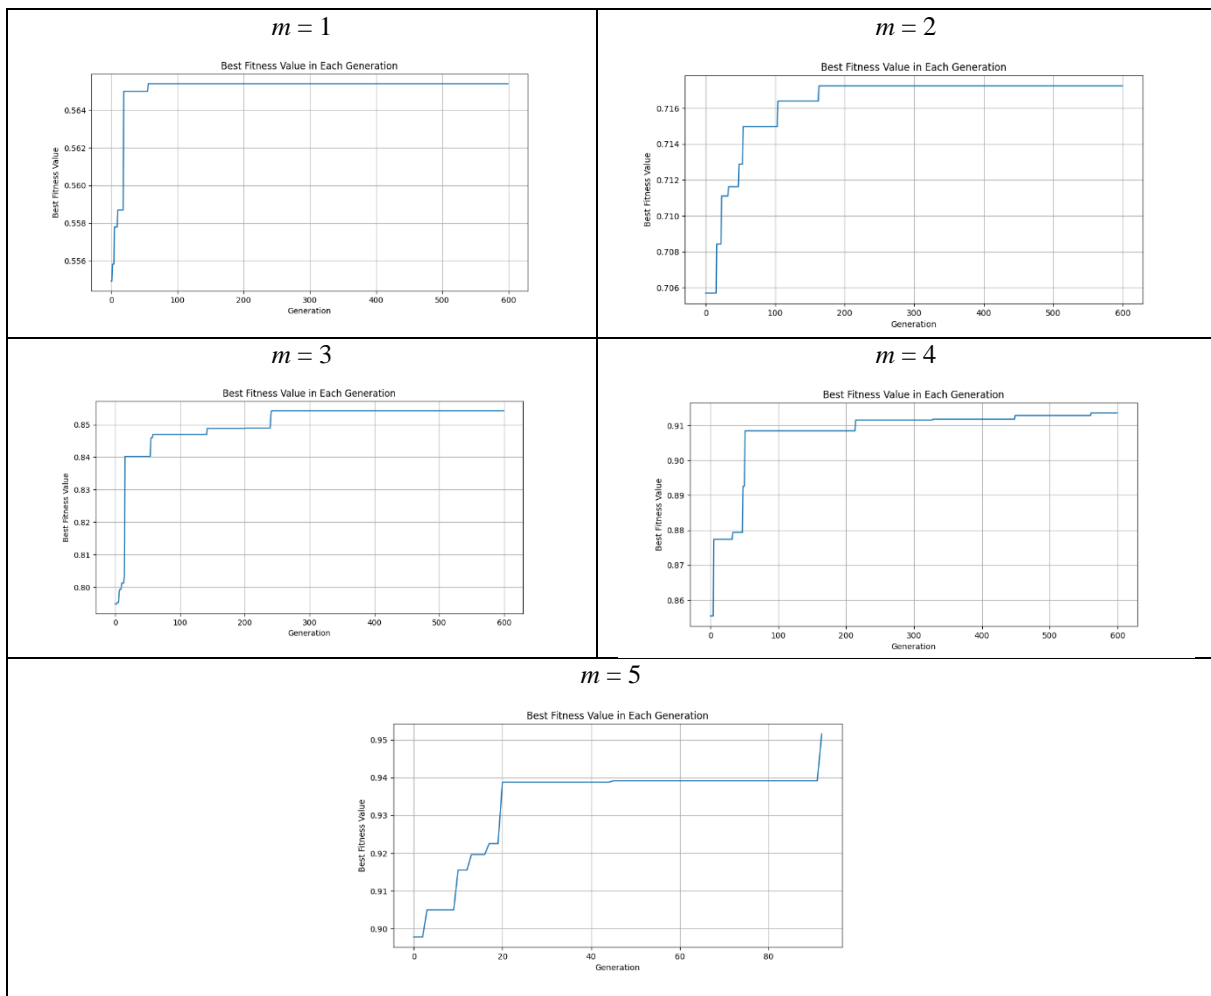 m = 1
Best Fitness Value in Each Generation
0.564
0.562
0.560
0.558
0.556
Best Fitness Value
0 100 200 300 400 500 600
Generation
m = 2
Best Fitness Value in Each Generation
0.716
0.714
0.712
0.710
0.708
0.706
Best Fitness Value
0 100 200 300 400 500 600
Generation
m = 3
Best Fitness Value in Each Generation
0.85
0.84
0.83
0.82
0.81
0.80
Best Fitness Value
0 100 200 300 400 500 600
Generation
m = 4
Best Fitness Value in Each Generation
0.91
0.90
0.89
0.88
0.87
0.86
Best Fitness Value
0 100 200 300 400 500 600
Generation
m = 5
Best Fitness Value in Each Generation
0.95
0.94
0.93
0.92
0.91
0.90
Best Fitness Value
0 20 40 60 80
Generation